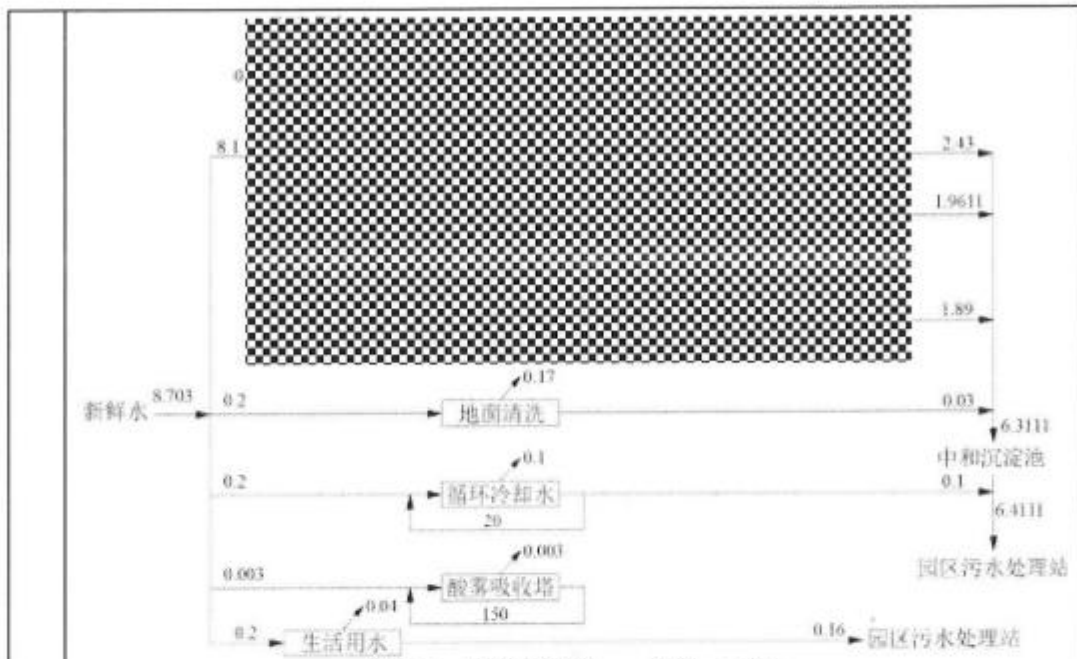 0
8.1
2.43
1.9611
1.89
0.17
新鲜水 8.703 0.2 地面清洗 0.03
6.3111
中和沉淀池
0.1
0.2 循环冷却水 0.1
20
6.4111
园区污水处理站
0.003
0.003 酸雾吸收塔
150
0.04
0.2 生活用水 0.16 园区污水处理站